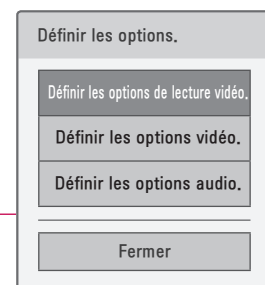 Définir les options.
Définir les options de lecture vidéo.
Définir les options vidéo.
Définir les options audio.
Fermer